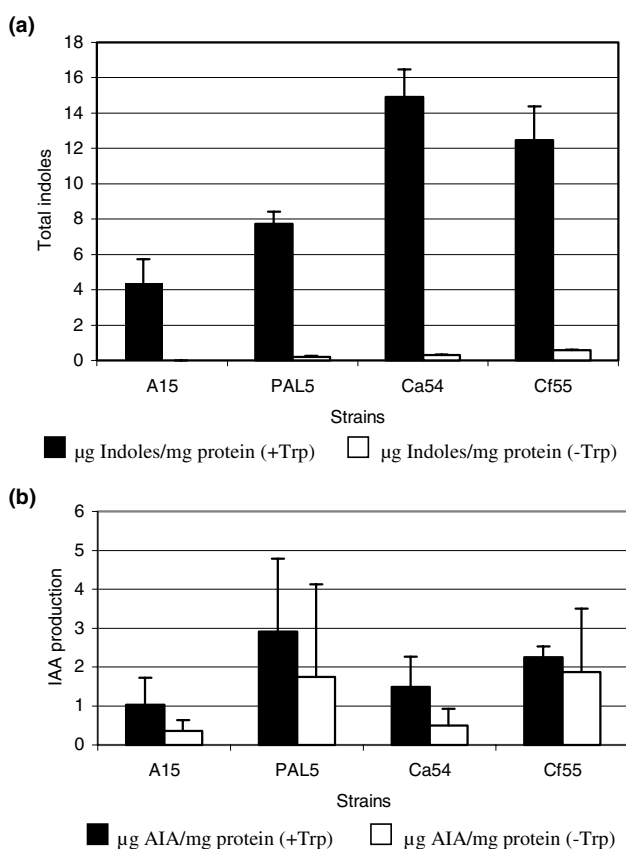 (a)
18
16
14
12
10
8
6
4
2
0
Total indoles
A15 PAL5 Ca54 Cf55
Strains
µg Indoles/mg protein (+Trp) µg Indoles/mg protein (-Trp)
(b)
6
5
4
3
2
1
0
IAA production
A15 PAL5 Ca54 Cf55
Strains
µg AIA/mg protein (+Trp) µg AIA/mg protein (-Trp)